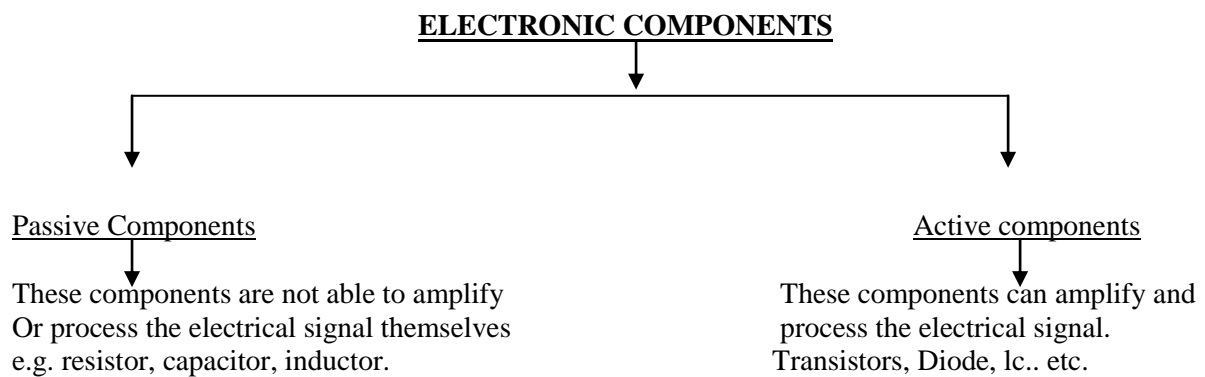 ELECTRONIC COMPONENTS
Passive Components
These components are not able to amplify
Or process the electrical signal themselves
e.g. resistor, capacitor, inductor.
Active components
These components can amplify and
process the electrical signal.
Transistors, Diode, lc.. etc.